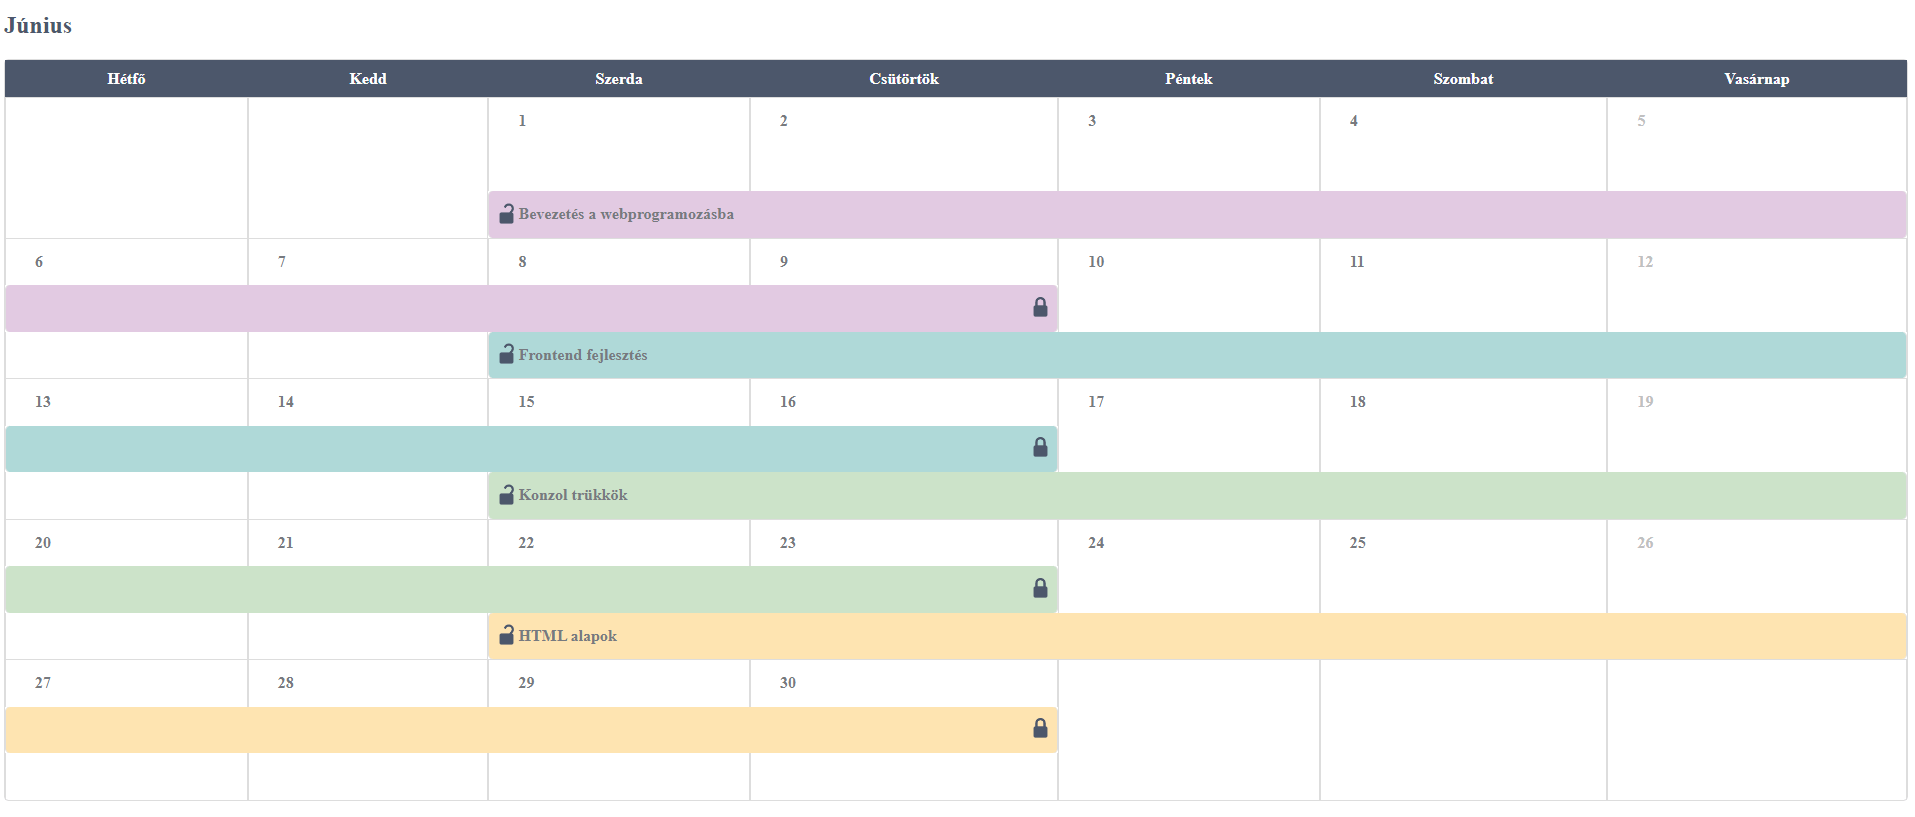 Június
Hétfő Kedd Szerda Csütörtök Péntek Szombat Vasárnap
1 2 3 4 5
Bevezetés a webprogramozásba
6 7 8 9 10 11 12
Frontend fejlesztés
13 14 15 16 17 18 19
Konzol trükkök
20 21 22 23 24 25 26
HTML alapok
27 28 29 30